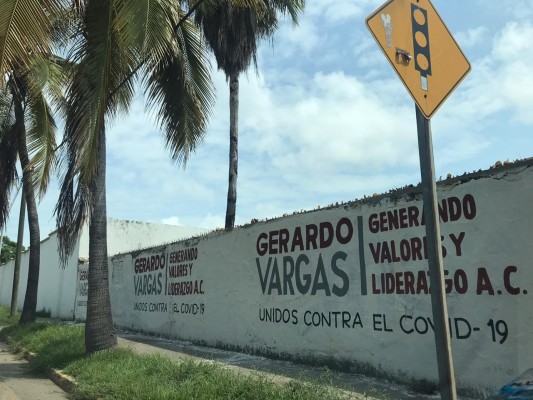 GERARDO
VARGAS
GENERANDO
VALORES Y
LIDERAZGO A.C.
UNIDOS CONTRA EL COVID-19
GERARDO
VARGAS
GENERANDO
VALORES Y
LIDERAZGO A.C.
UNIDOS CONTRA EL COVID-19